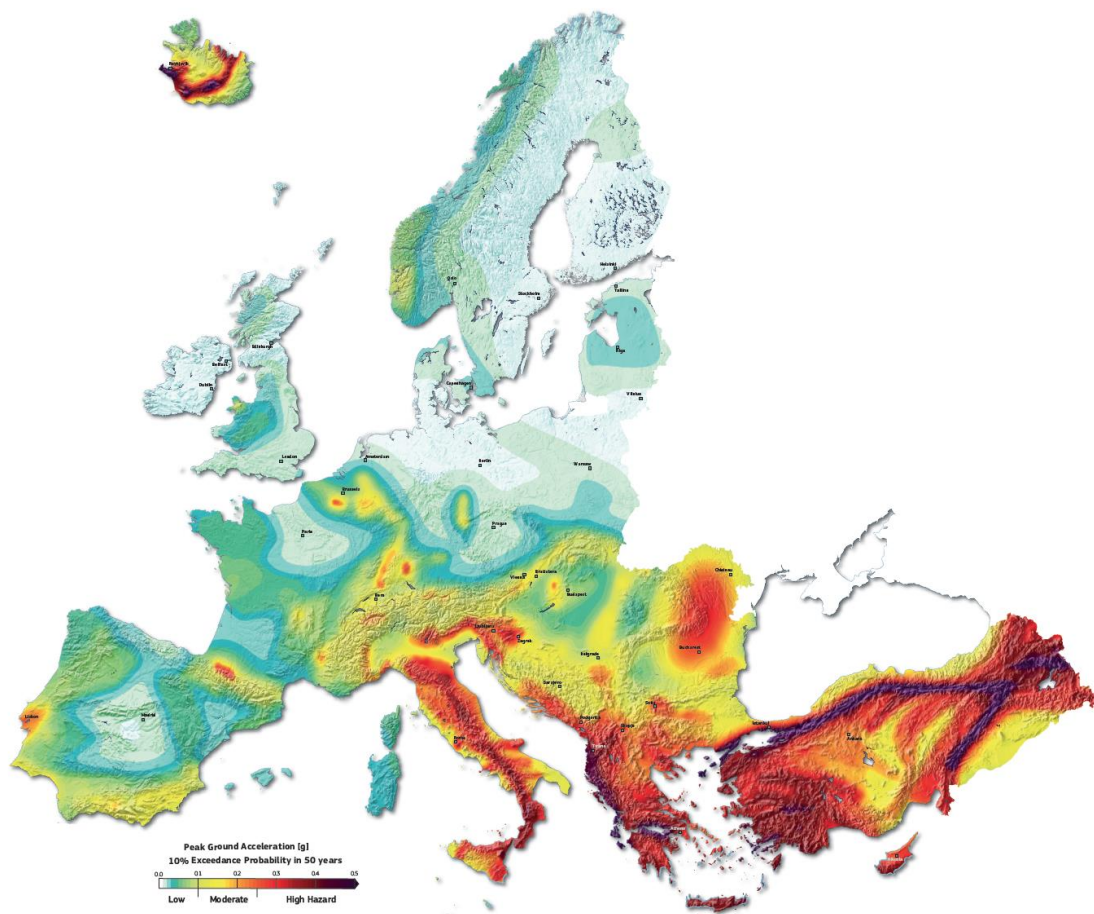 Reykjavik
Oslo
Helsinki
Stockholm
Tallinn
Riga
Edinburgh
Belfast
Dublin
Copenhagen
Vilnius
London
Amsterdam
Berlin
Warsaw
Brussels
Paris
Prague
Chisinau
Vienna
Bratislava
Budapest
Bern
Ljubljana
Zagreb
Belgrade
Bucharest
Sarajevo
Lisbon
Madrid
Sofia
Podgorica
Skopje
Istanbul
Rome
Tirana
Ankara
Athens
Nicosia
Peak Ground Acceleration [g]
10% Exceedance Probability in 50 years
0.0 0.1 0.2 0.3 0.4 0.5
Low Moderate High Hazard